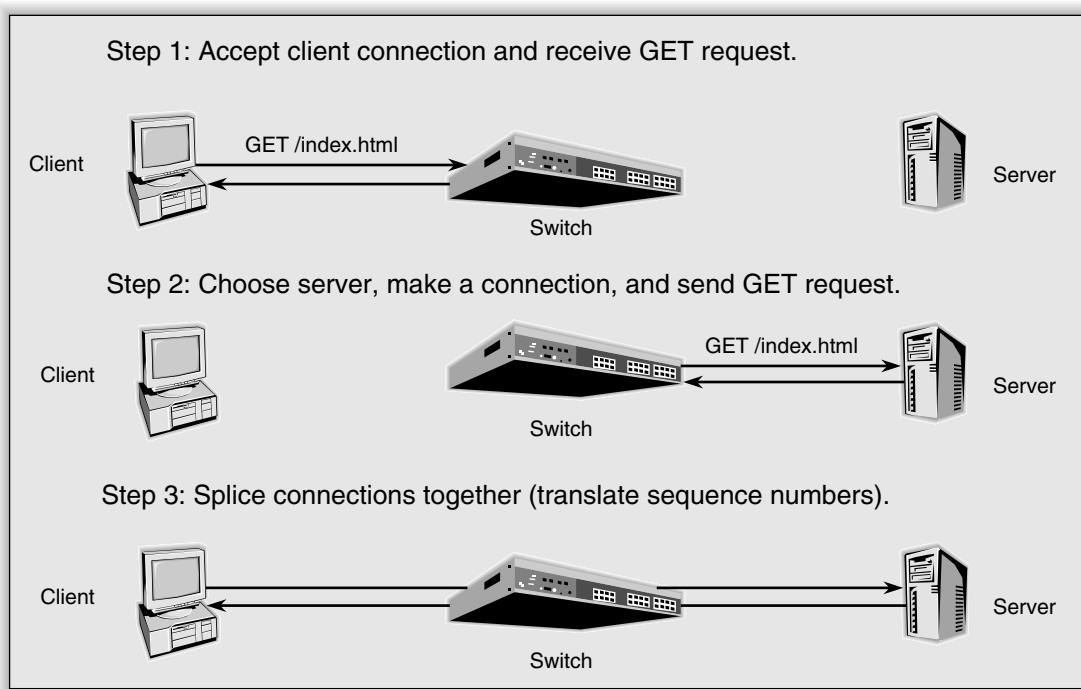 Step 1: Accept client connection and receive GET request.
GET /index.html
Client
Server
Switch
Step 2: Choose server, make a connection, and send GET request.
GET /index.html
Client
Server
Switch
Step 3: Splice connections together (translate sequence numbers).
Client
Server
Switch